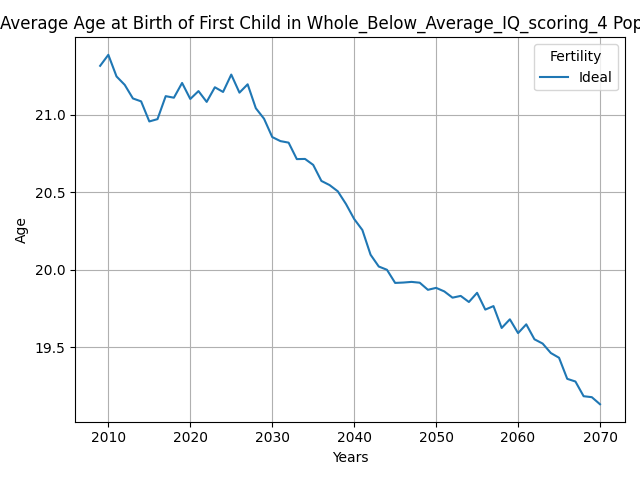 Average Age at Birth of First Child in Whole_Below_Average_IQ_scoring_4 Pop
Fertility
Ideal
21.0
20.5
20.0
19.5
Age
2010 2020 2030 2040 2050 2060 2070
Years